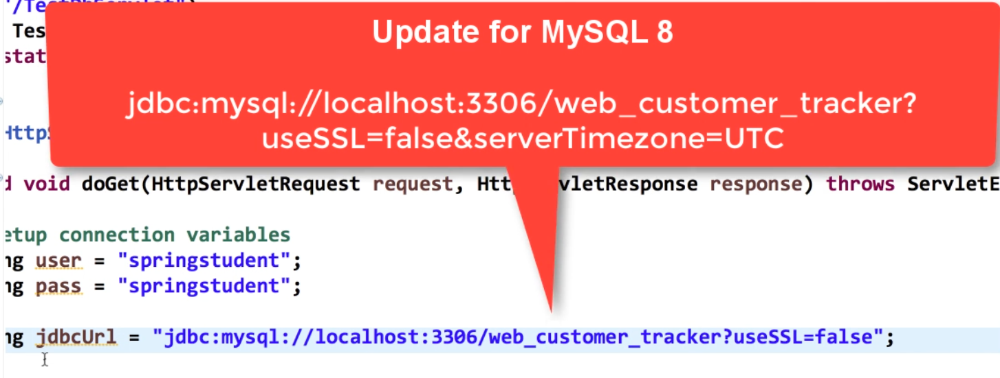 '/TestDbServlet")
Update for MySQL 8
Tes
stat
jdbc:mysql://localhost:3306/web_customer_tracker?
useSSL=false&serverTimezone=UTC
HttpS
d void doGet(HttpServletRequest request, Htt vletResponse response) throws ServletE
etup connection variables
ng user = "springstudent";
ng pass = "springstudent";
ng jdbcUrl = "jdbc:mysql://localhost:3306/web_customer_tracker?useSSL=false";